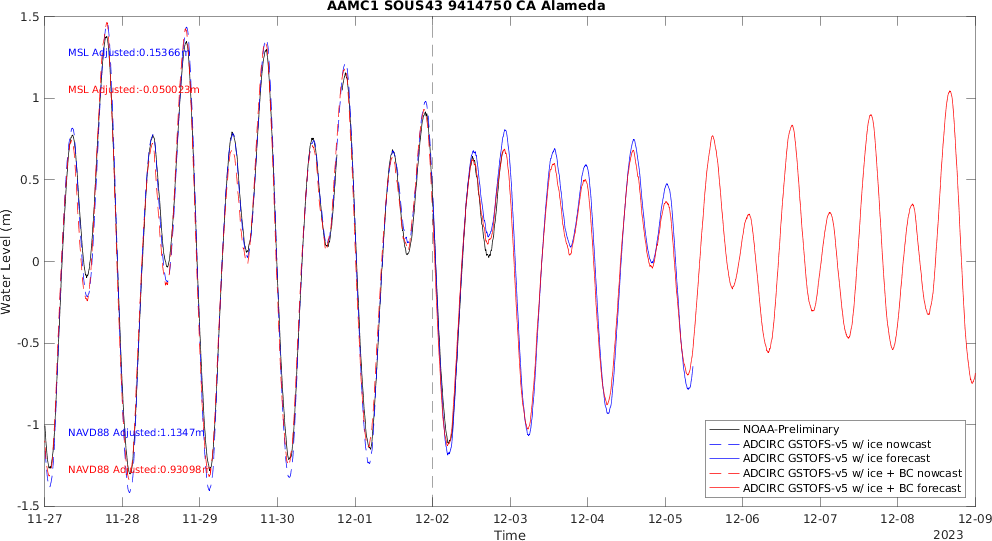 AAMC1 SOUS43 9414750 CA Alameda
1.5
1
0.5
0
-0.5
-1
-1.5
Water Level (m)
MSL Adjusted:0.15366m
MSL Adjusted:-0.050023m
NAVD88 Adjusted:1.1347m
NAVD88 Adjusted:0.93098m
NOAA-Preliminary
ADCIRC GSTOFS-v5 w/ ice nowcast
ADCIRC GSTOFS-v5 w/ ice forecast
ADCIRC GSTOFS-v5 w/ ice + BC nowcast
ADCIRC GSTOFS-v5 w/ ice + BC forecast
11-27 11-28 11-29 11-30 12-01 12-02 12-03 12-04 12-05 12-06 12-07 12-08 12-09
Time
2023